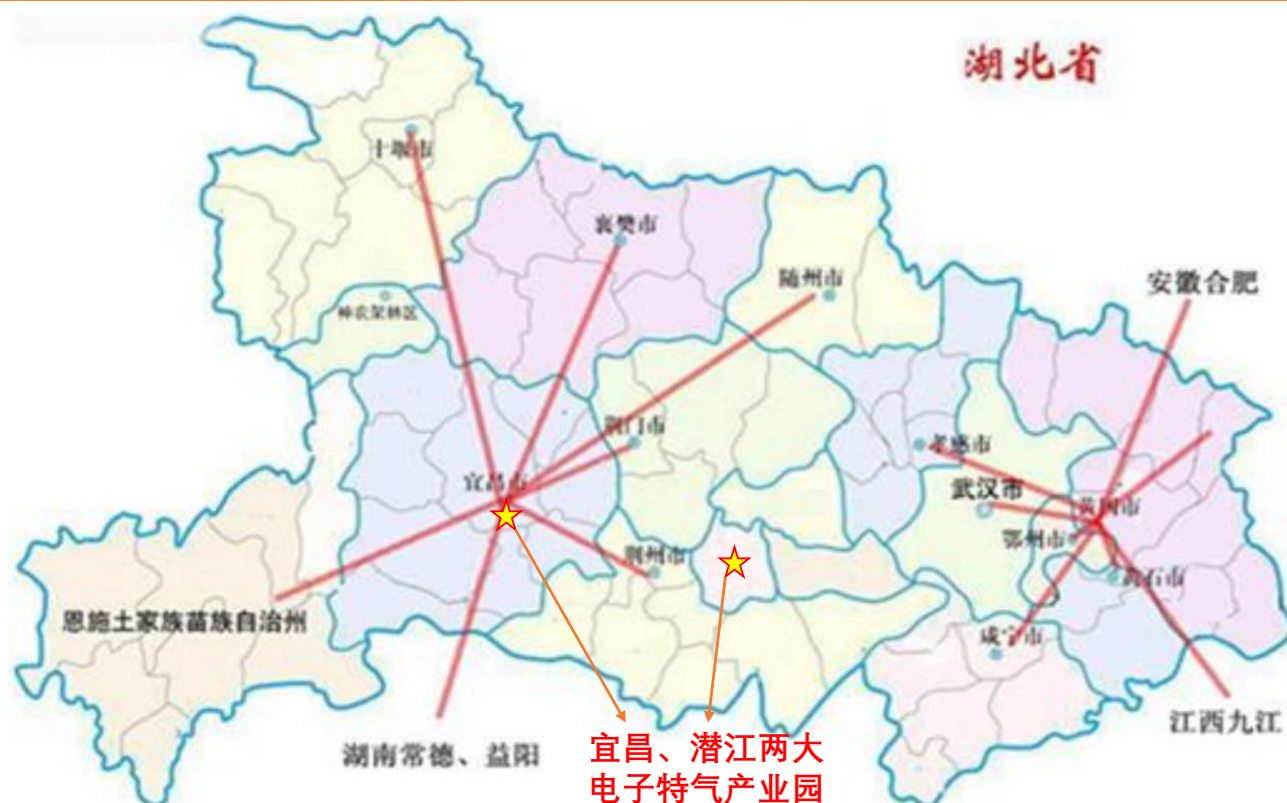 湖北省
十堰市
襄樊市
随州市
安徽合肥
神农架林区
荆门市
孝感市
宜昌市
武汉市
黄冈市
鄂州市
荆州市
黄石市
恩施土家族苗族自治州
咸宁市
江西九江
湖南常德、益阳
宜昌、潜江两大
电子特气产业园